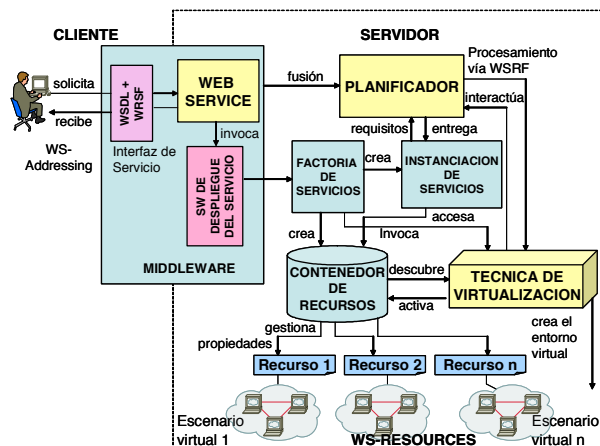 CLIENTE
SERVIDOR
solicita
recibe
WS-
Addressing
WSDL +
WRSF
Interfaz de
Servicio
WEB
SERVICE
invoca
SW DE
DESPLIEGUE
DEL SERVICIO
MIDDLEWARE
fusión
PLANIFICADOR
Procesamiento
vía WSRF
interactúa
requisitos
entrega
FACTORIA
DE
SERVICIOS
crea
INSTANCIACION
DE
SERVICIOS
crea
accesa
Invoca
CONTENEDOR
DE
RECURSOS
descubre
activa
TECNICA DE
VIRTUALIZACION
gestiona
propiedades
crea el
entorno
virtual
Recurso 1
Recurso 2
Recurso n
Escenario
virtual 1
WS-RESOURCES
Escenario
virtual n